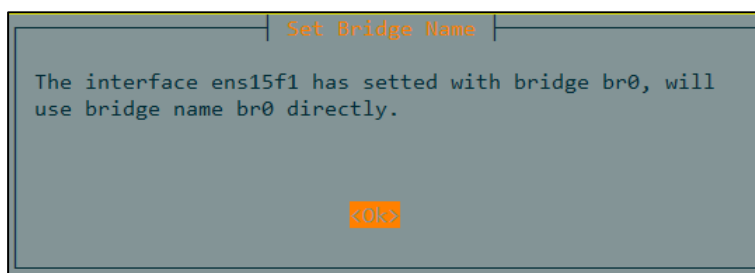 Set Bridge Name
The interface ens15f1 has setted with bridge br0, will
use bridge name br0 directly.
<Ok>